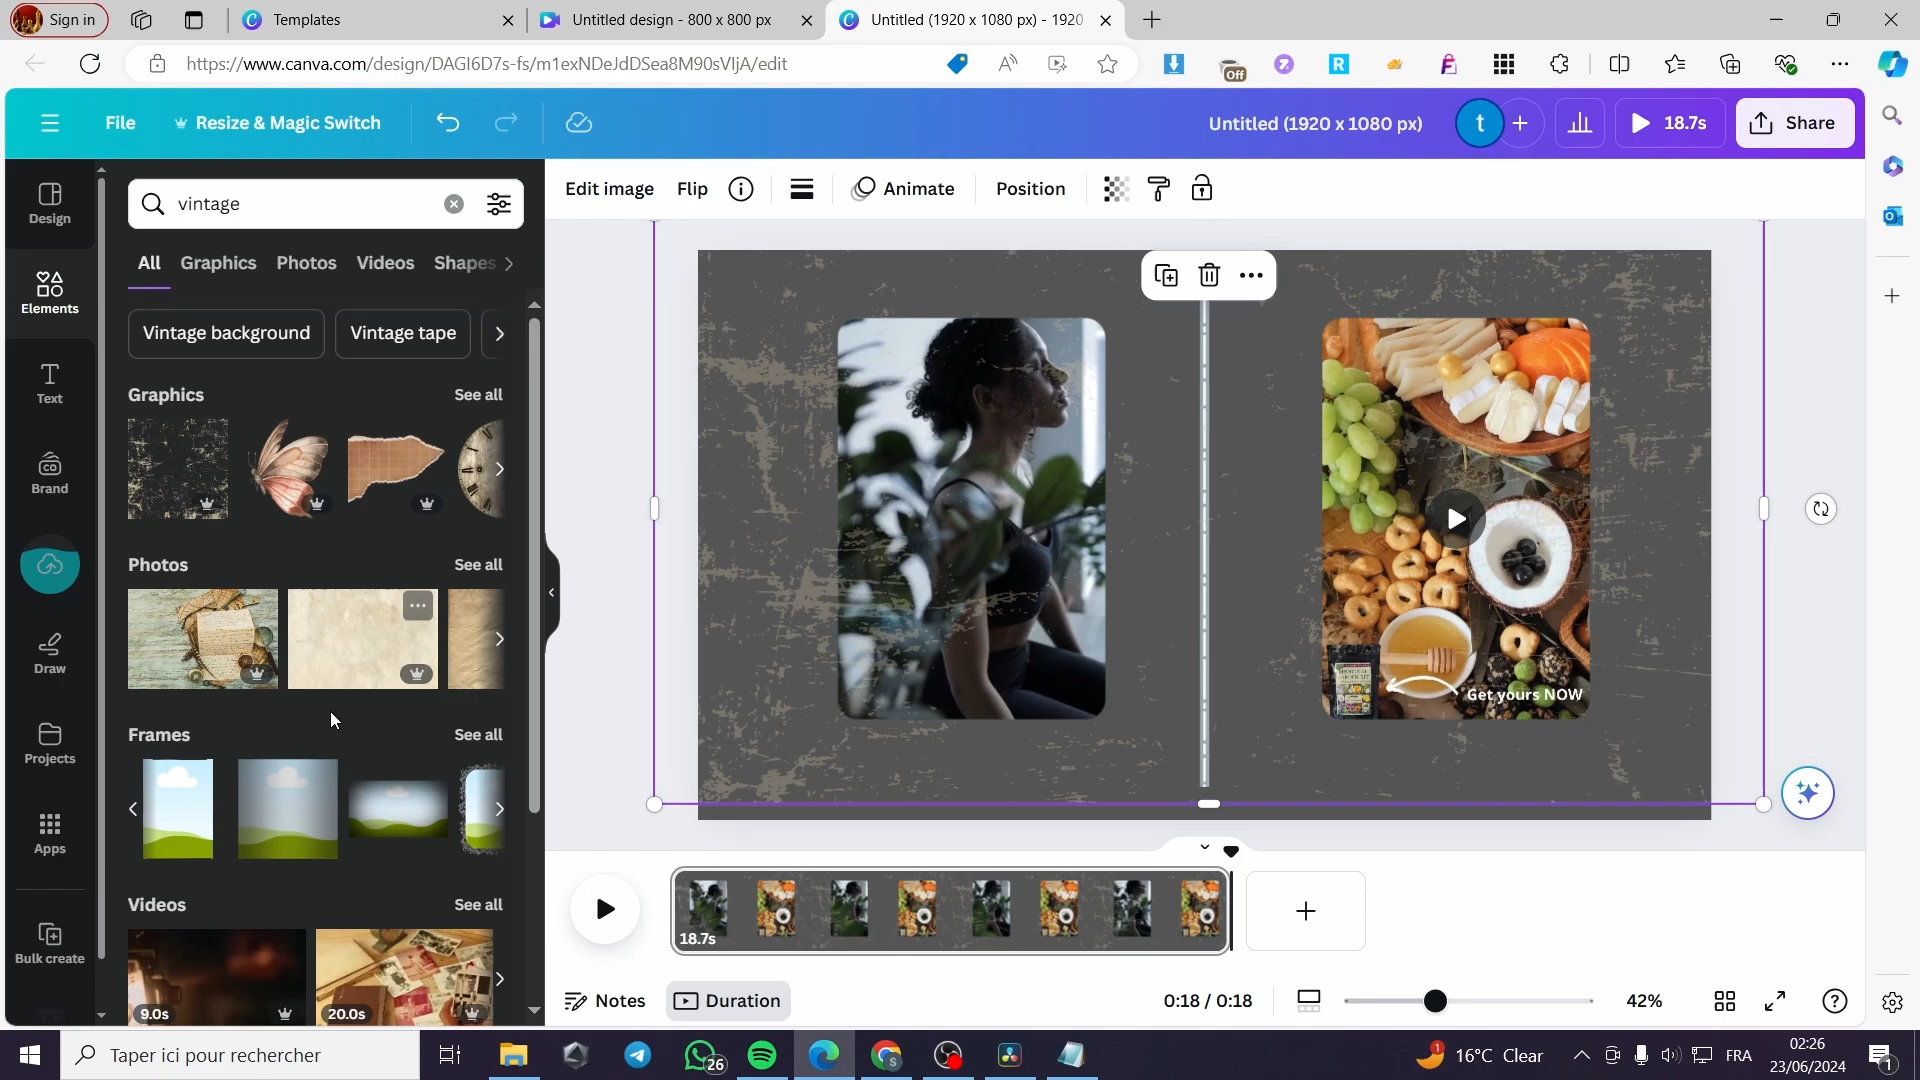 Sign in
Templates
Untitled design - 800 x 800 px
Untitled (1920 x 1080 px) - 1920
https://www.canva.com/design/DAGI6D7s-fs/m1exNDeJdDSea8M90sVljA/edit
Off
File
Resize & Magic Switch
Untitled (1920 x 1080 px)
t
18.7s
Share
Design
Elements
Text
Brand
Draw
Projects
Apps
Bulk create
vintage
All
Graphics
Photos
Videos
Shapes
Vintage background
Vintage tape
Graphics
See all
Photos
See all
Frames
See all
Videos
See all
9.0s
20.0s
Edit image
Flip
Animate
Position
Get yours NOW
18.7s
Notes
Duration
0:18 / 0:18
42%
Taper ici pour rechercher
26
1
16°C Clear
FRA
02:26
23/06/2024
1